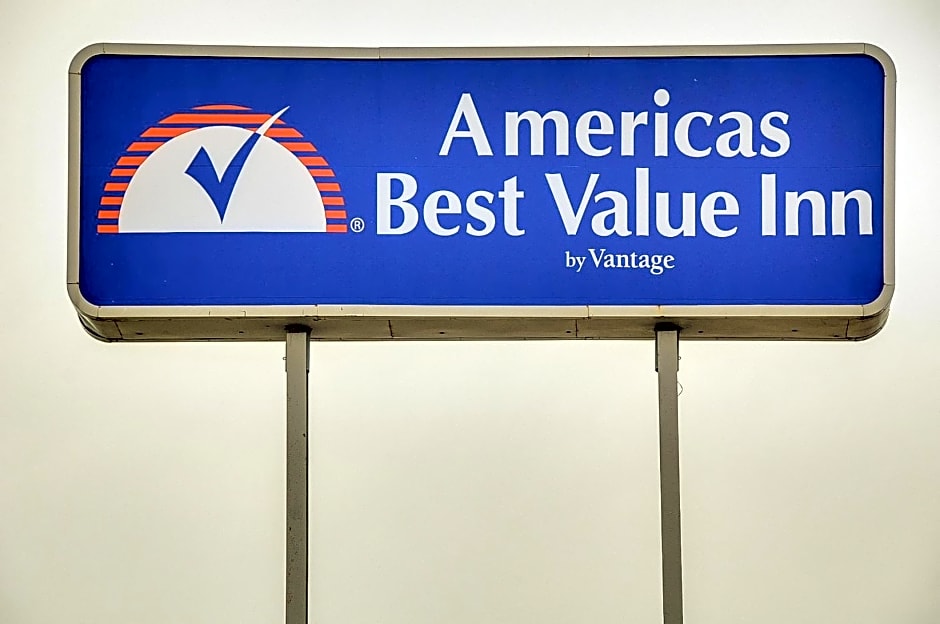 Americas
® Best Value Inn
by Vantage